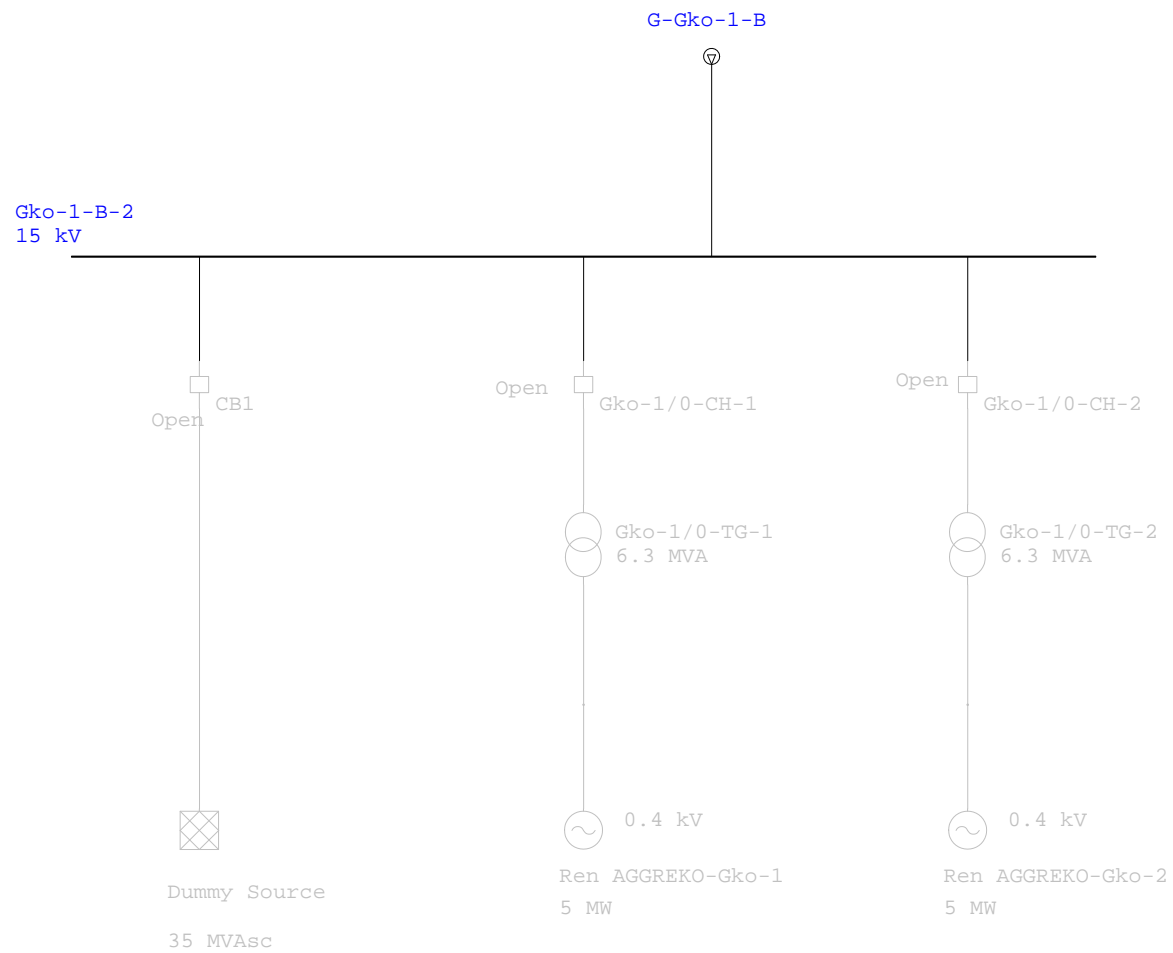 G-Gko-1-B
Gko-1-B-2
15 kV
Open
CB1
Open
Open
Gko-1/0-CH-1
Open
Gko-1/0-CH-2
Gko-1/0-TG-1
6.3 MVA
Gko-1/0-TG-2
6.3 MVA
0.4 kV
0.4 kV
Dummy Source
35 MVAsc
Ren AGGREKO-Gko-1
5 MW
Ren AGGREKO-Gko-2
5 MW